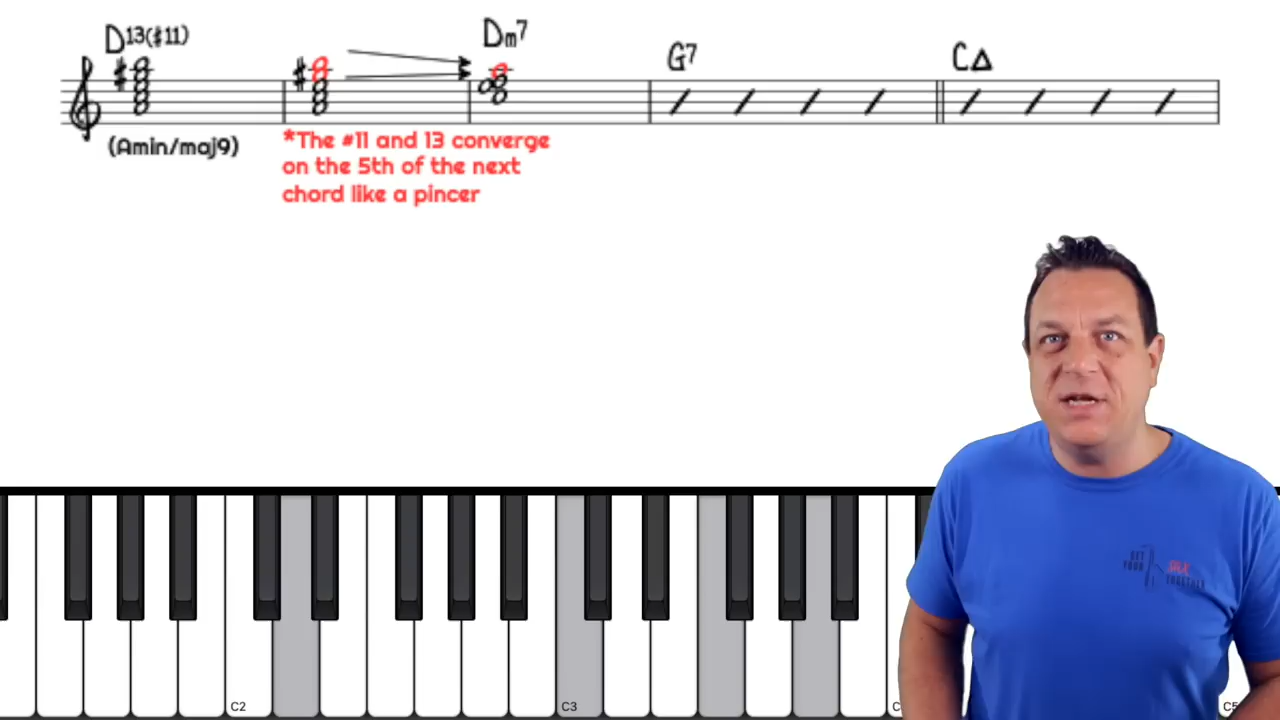 D13(#11)
Dm7
G7
C∆
(Amin/maj9)
*The #11 and 13 converge
on the 5th of the next
chord like a pincer
C2
C3
C5